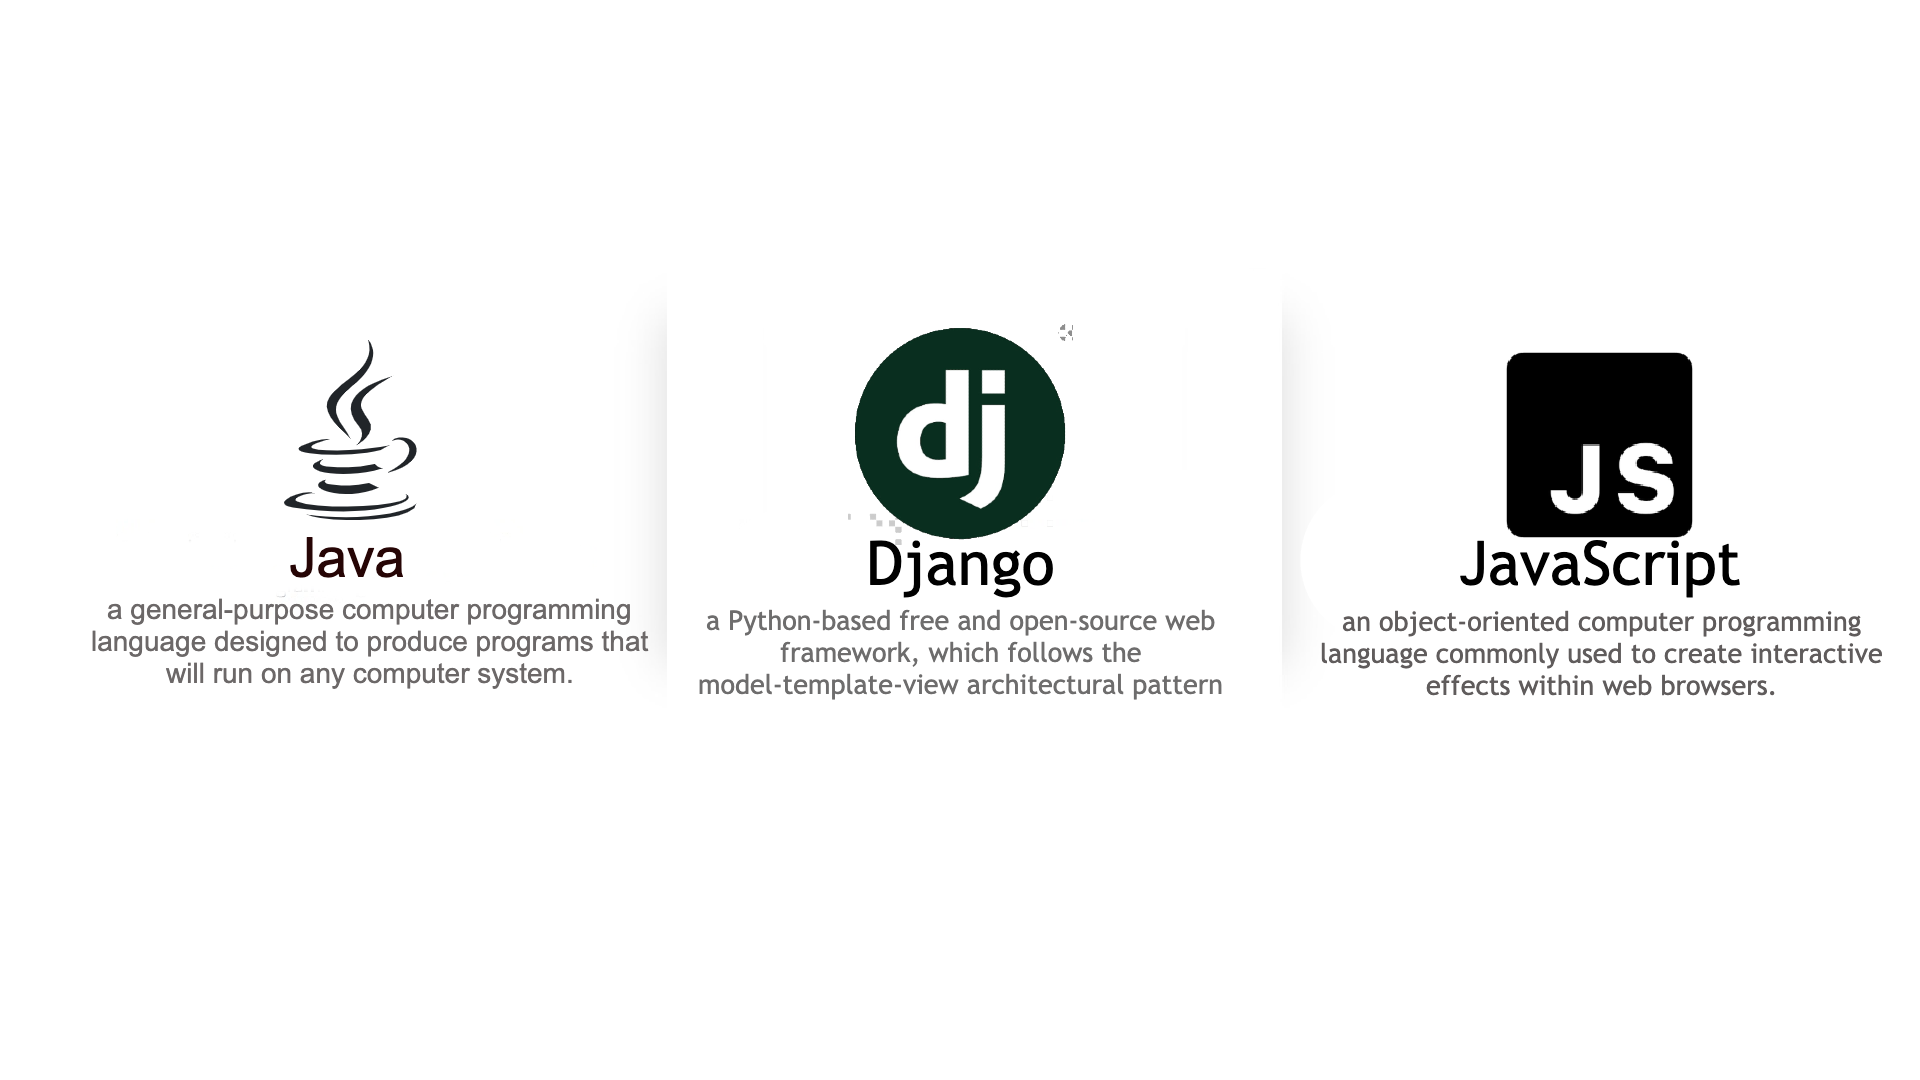 Java
a general-purpose computer programming
language designed to produce programs that
will run on any computer system.
dj
Django
a Python-based free and open-source web
framework, which follows the
model-template-view architectural pattern
JS
JavaScript
an object-oriented computer programming
language commonly used to create interactive
effects within web browsers.